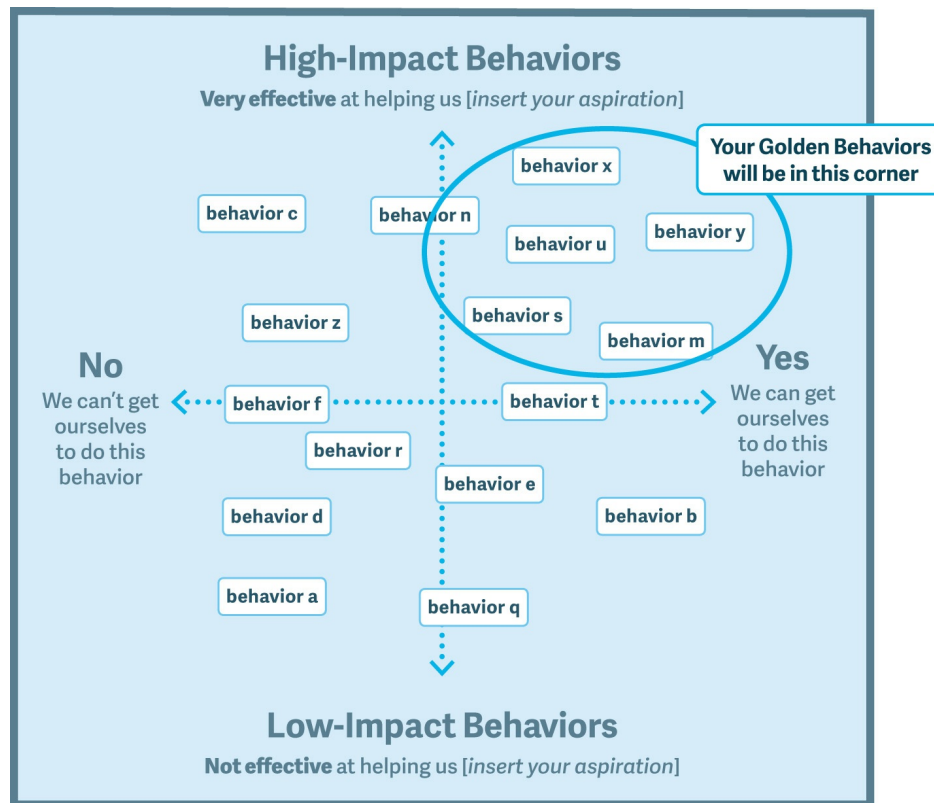 High-Impact Behaviors
Very effective at helping us [insert your aspiration]
Your Golden Behaviors
will be in this corner
behavior x
behavior c
behavior n
behavior y
behavior u
behavior s
behavior z
behavior m
No
We can't get
ourselves
to do this
behavior
Yes
We can get
ourselves
to do this
behavior
behavior f
behavior t
behavior r
behavior e
behavior d
behavior b
behavior a
behavior q
Low-Impact Behaviors
Not effective at helping us [insert your aspiration]